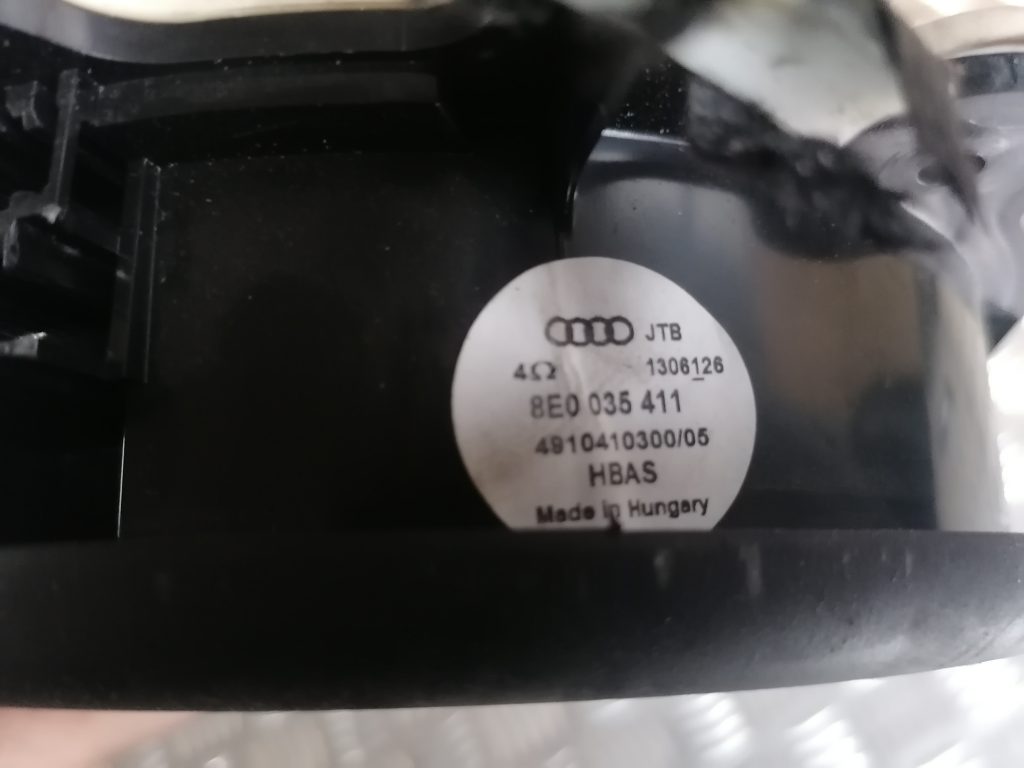 JTB
4Ω 1306126
8E0 035 411
4910410300/05
HBAS
Made in Hungary